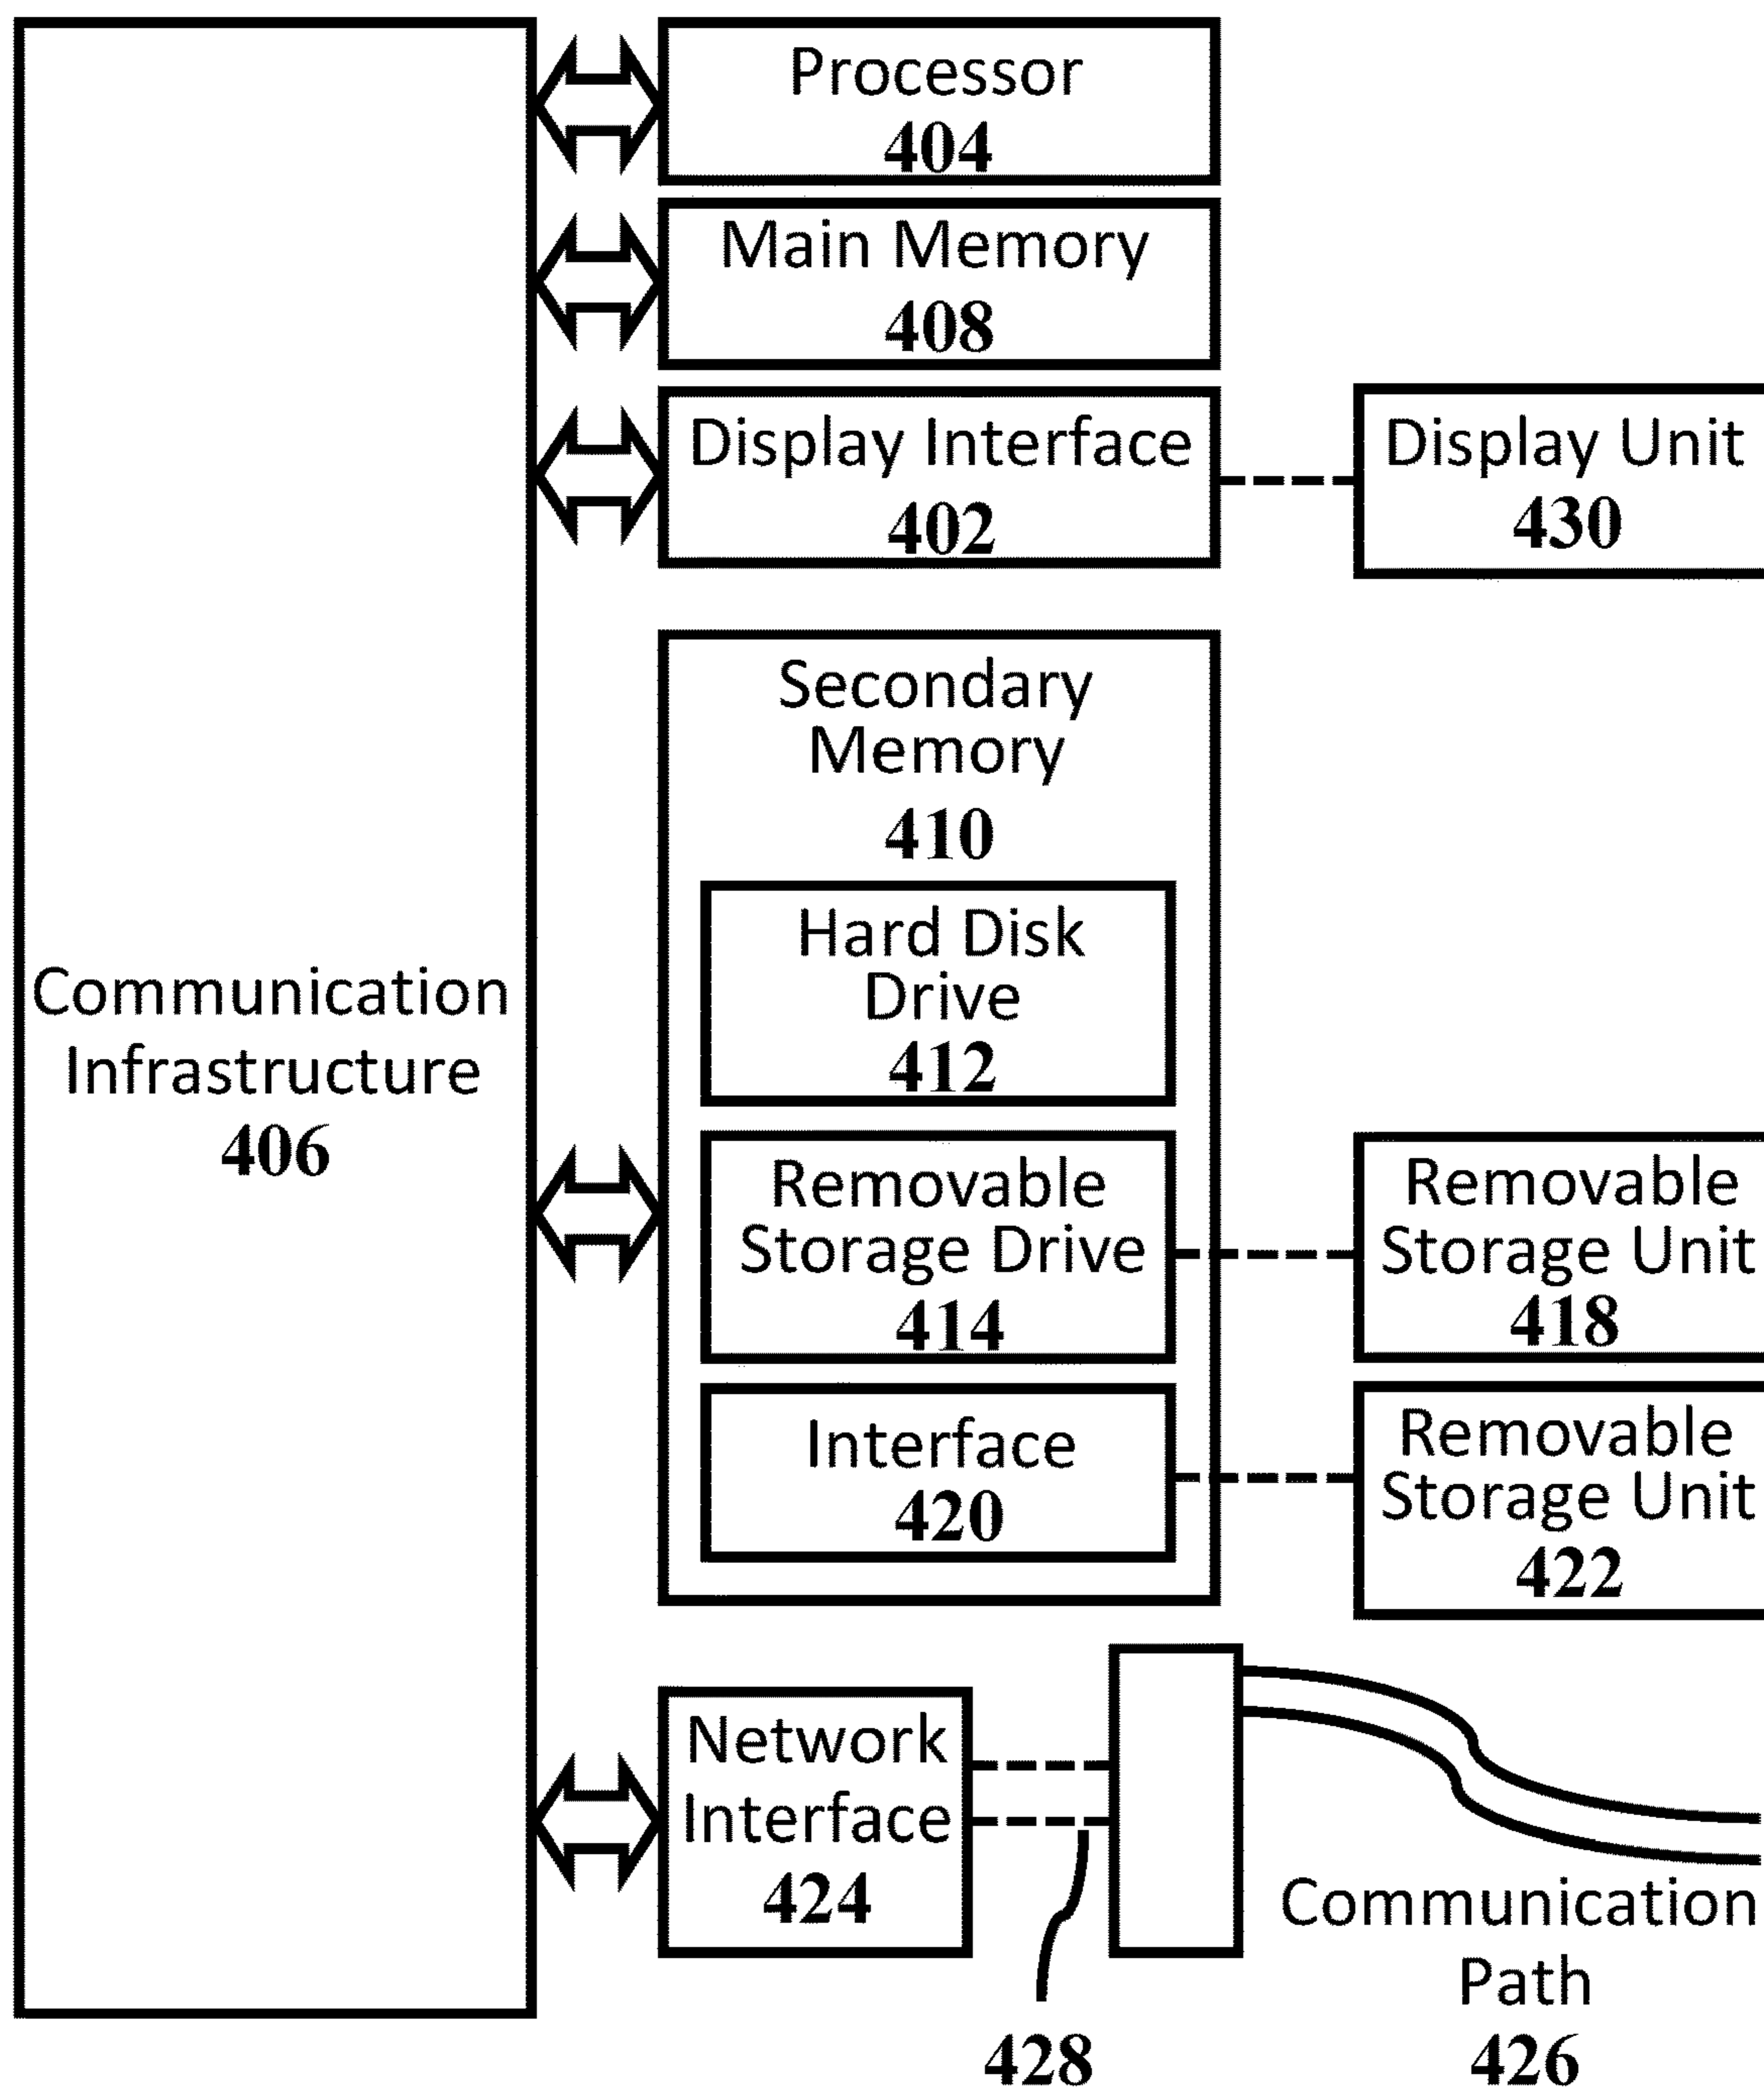 Processor
404
Main Memory
408
Display Interface
402
Display Unit
430
Secondary
Memory
410
Hard Disk
Drive
412
Communication
Infrastructure
406
Removable
Storage Drive
414
Removable
Storage Unit
418
Interface
420
Removable
Storage Unit
422
Network
Interface
424
428
Communication
Path
426